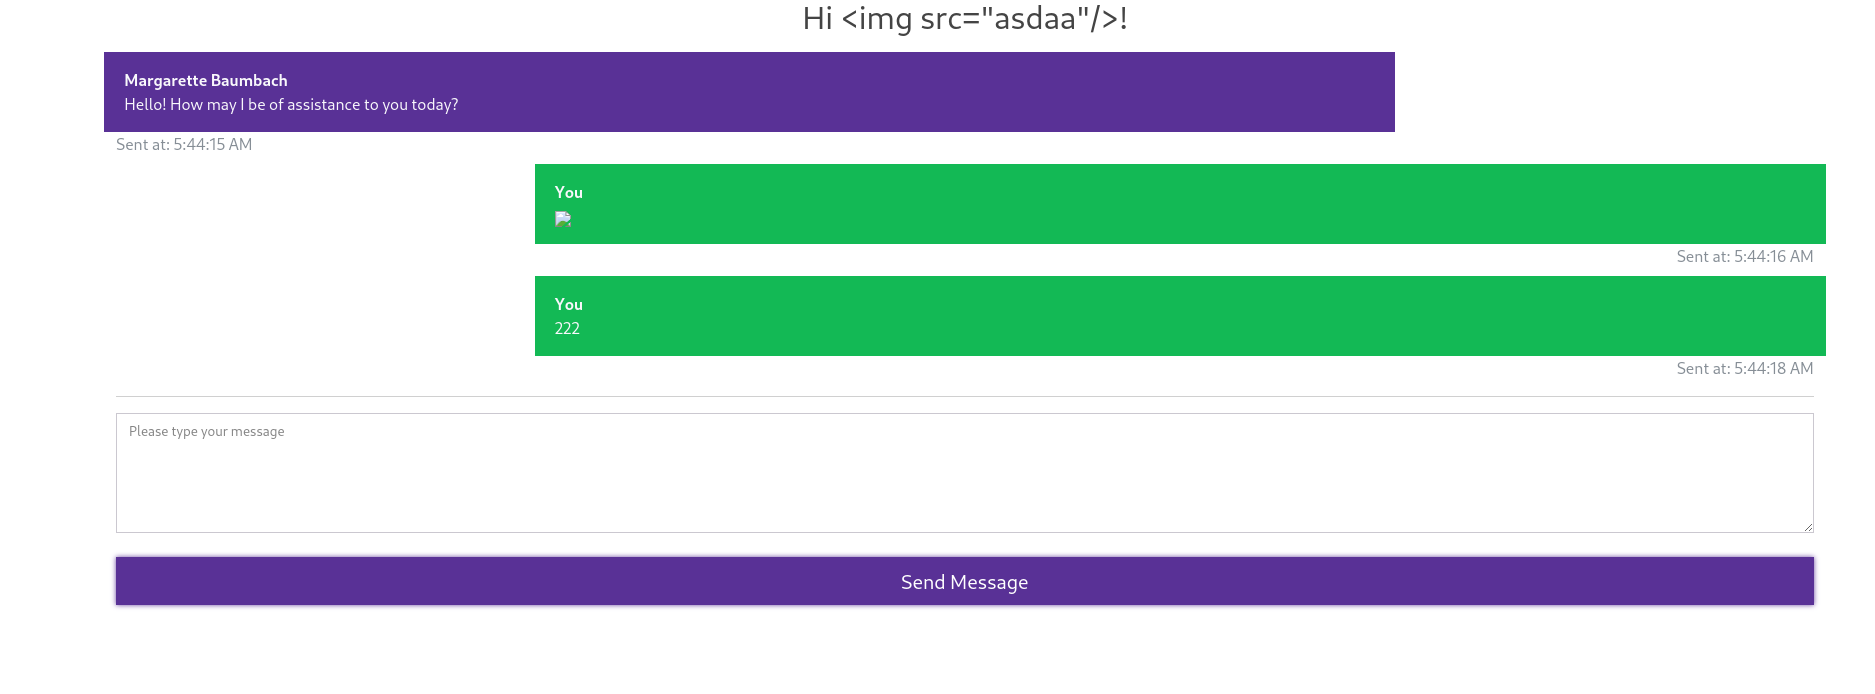 Hi <img src="asdaa"/>!
Margarette Baumbach
Hello! How may I be of assistance to you today?
Sent at: 5:44:15 AM
You
Sent at: 5:44:16 AM
You
222
Sent at: 5:44:18 AM
Please type your message
Send Message